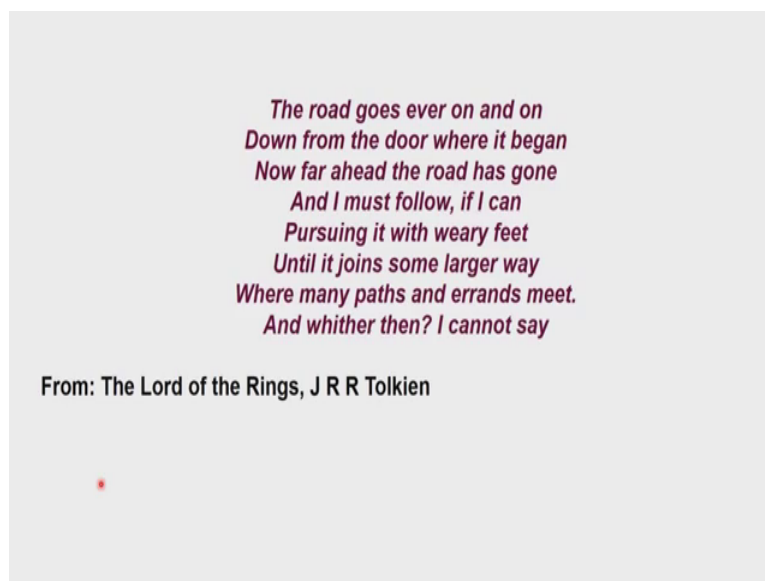 The road goes ever on and on
Down from the door where it began
Now far ahead the road has gone
And I must follow, if I can
Pursuing it with weary feet
Until it joins some larger way
Where many paths and errands meet.
And whither then? I cannot say
From: The Lord of the Rings, J R R Tolkien